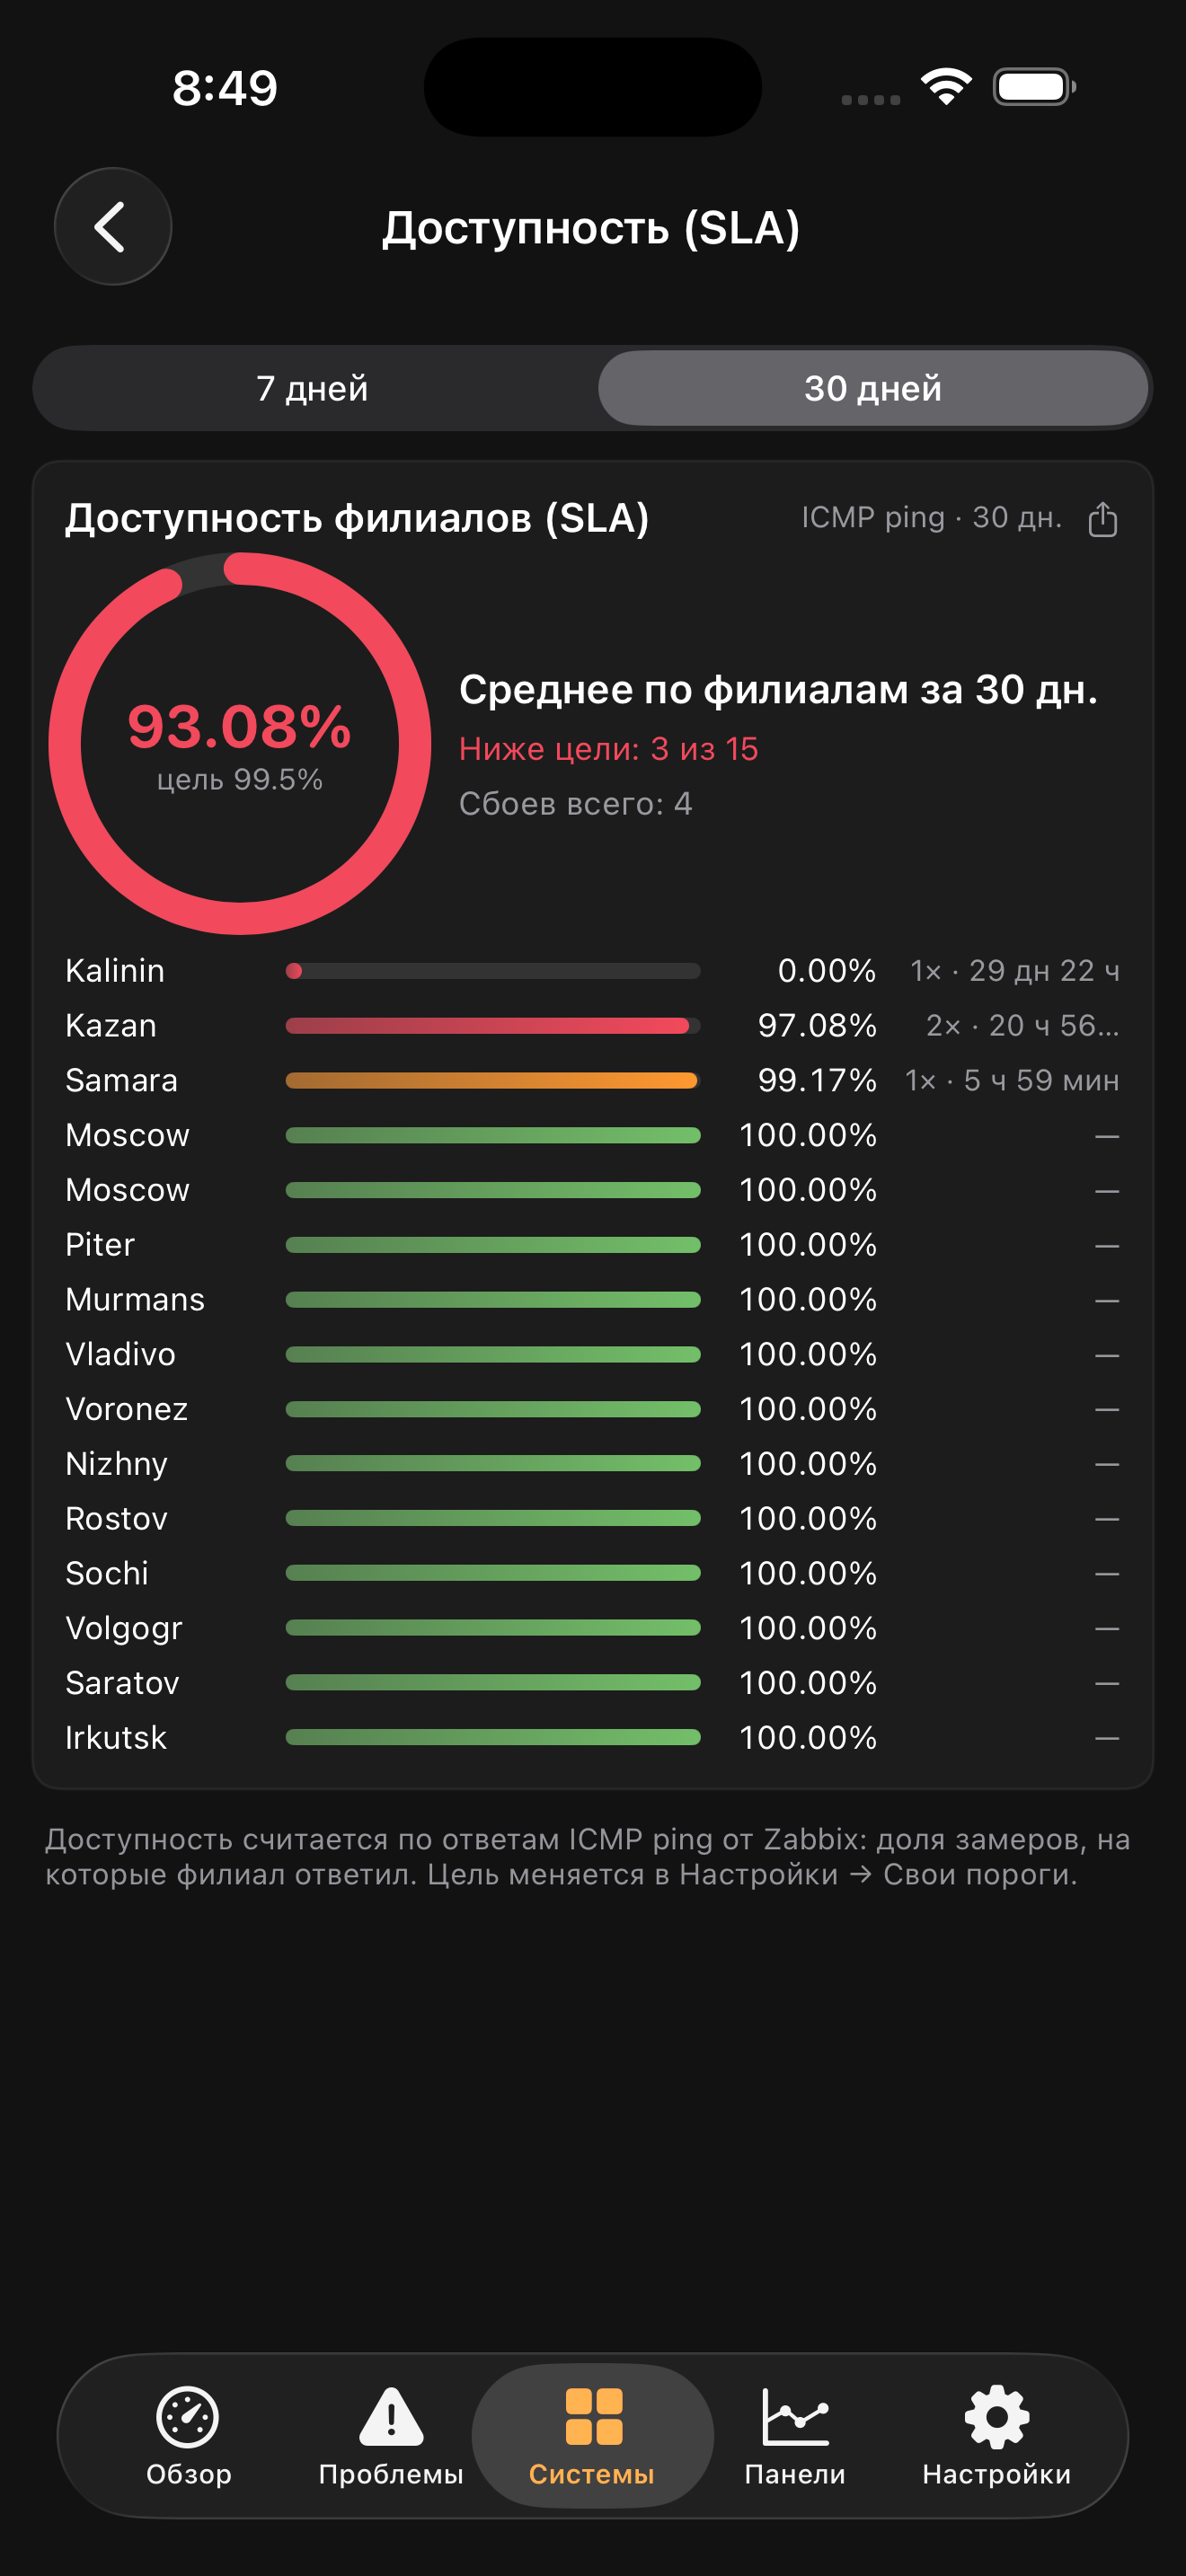 8:49
Доступность (SLA)
7 дней 30 дней
Доступность филиалов (SLA) ICMP ping · 30 дн.
93.08%
цель 99.5%
Среднее по филиалам за 30 дн.
Ниже цели: 3 из 15
Сбоев всего: 4
Kalinin 0.00% 1× · 29 дн 22 ч
Kazan 97.08% 2× · 20 ч 56…
Samara 99.17% 1× · 5 ч 59 мин
Moscow 100.00% —
Moscow 100.00% —
Piter 100.00% —
Murmans 100.00% —
Vladivo 100.00% —
Voronez 100.00% —
Nizhny 100.00% —
Rostov 100.00% —
Sochi 100.00% —
Volgogr 100.00% —
Saratov 100.00% —
Irkutsk 100.00% —
Доступность считается по ответам ICMP ping от Zabbix: доля замеров, на
которые филиал ответил. Цель меняется в Настройки → Свои пороги.
Обзор Проблемы Системы Панели Настройки